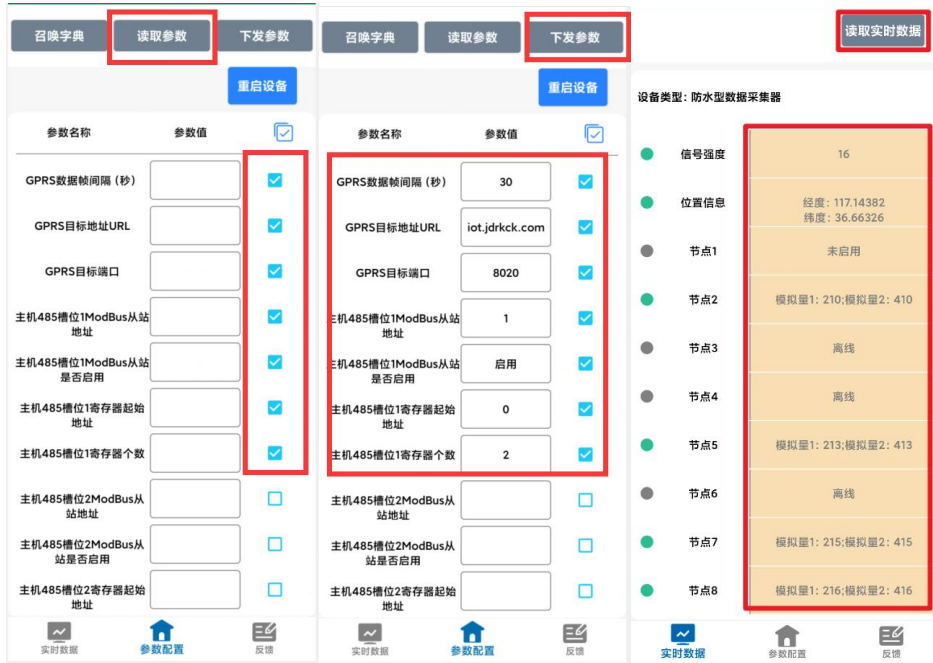 召唤字典 读取参数 下发参数
重启设备
参数名称 参数值
GPRS数据帧间隔（秒）
GPRS目标地址URL
GPRS目标端口
主机485槽位1ModBus从站
地址
主机485槽位1ModBus从站
是否启用
主机485槽位1寄存器起始
地址
主机485槽位1寄存器个数
主机485槽位2ModBus从
站地址
主机485槽位2ModBus从
站是否启用
主机485槽位2寄存器起始
地址
实时数据 参数配置 反馈
召唤字典 读取参数 下发参数
重启设备
参数名称 参数值
GPRS数据帧间隔（秒） 30
GPRS目标地址URL iot.jdrkck.com
GPRS目标端口 8020
主机485槽位1ModBus从站
地址 1
主机485槽位1ModBus从站
是否启用 启用
主机485槽位1寄存器起始
地址 0
主机485槽位1寄存器个数 2
主机485槽位2ModBus从
站地址
主机485槽位2ModBus从
站是否启用
主机485槽位2寄存器起始
地址
实时数据 参数配置 反馈
读取实时数据
设备类型: 防水型数据采集器
信号强度 16
位置信息 经度: 117.14382
纬度: 36.66326
节点1 未启用
节点2 模拟量1: 210;模拟量2: 410
节点3 离线
节点4 离线
节点5 模拟量1: 213;模拟量2: 413
节点6 离线
节点7 模拟量1: 215;模拟量2: 415
节点8 模拟量1: 216;模拟量2: 416
实时数据 参数配置 反馈